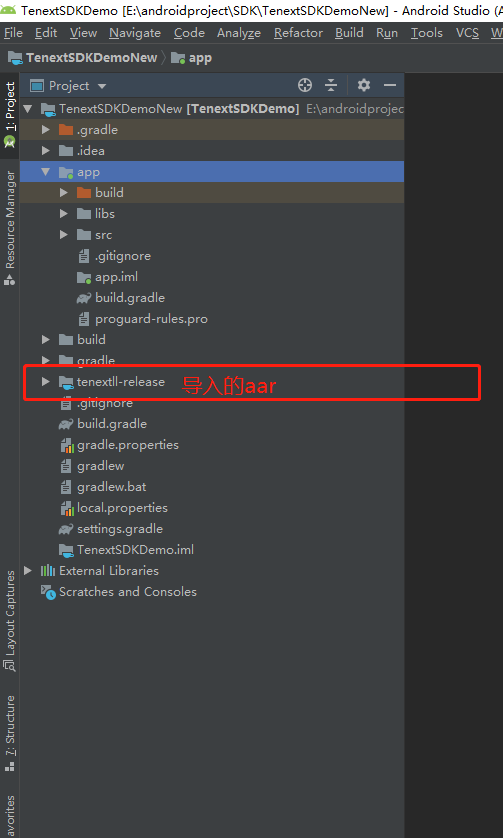 TenextSDKDemo [E:\androidproject\SDK\TenextSDKDemoNew] - Android Studio (A
File Edit View Navigate Code Analyze Refactor Build Run Tools VCS W
TenextSDKDemoNew app
1: Project
Resource Manager
Layout Captures
7: Structure
avorites
Project
TenextSDKDemoNew [TenextSDKDemo] E:\androidprojec
.gradle
.idea
app
build
libs
src
.gitignore
app.iml
build.gradle
proguard-rules.pro
build
gradle
tenextll-release 导入的aar
.gitignore
build.gradle
gradle.properties
gradlew
gradlew.bat
local.properties
settings.gradle
TenextSDKDemo.iml
External Libraries
Scratches and Consoles